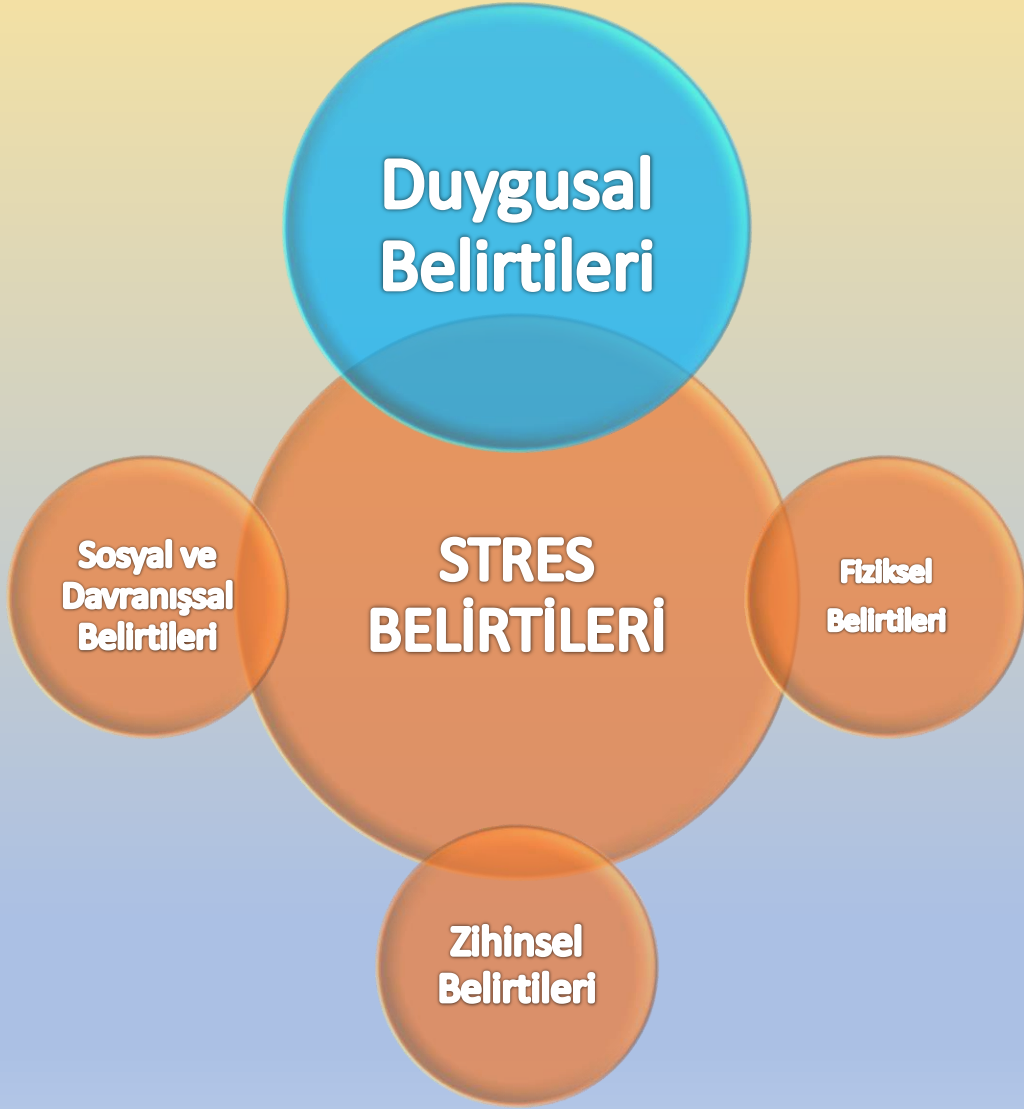 Duygusal
Belirtileri
STRES
BELİRTİLERİ
Sosyal ve
Davranışsal
Belirtileri
Fiziksel
Belirtileri
Zihinsel
Belirtileri